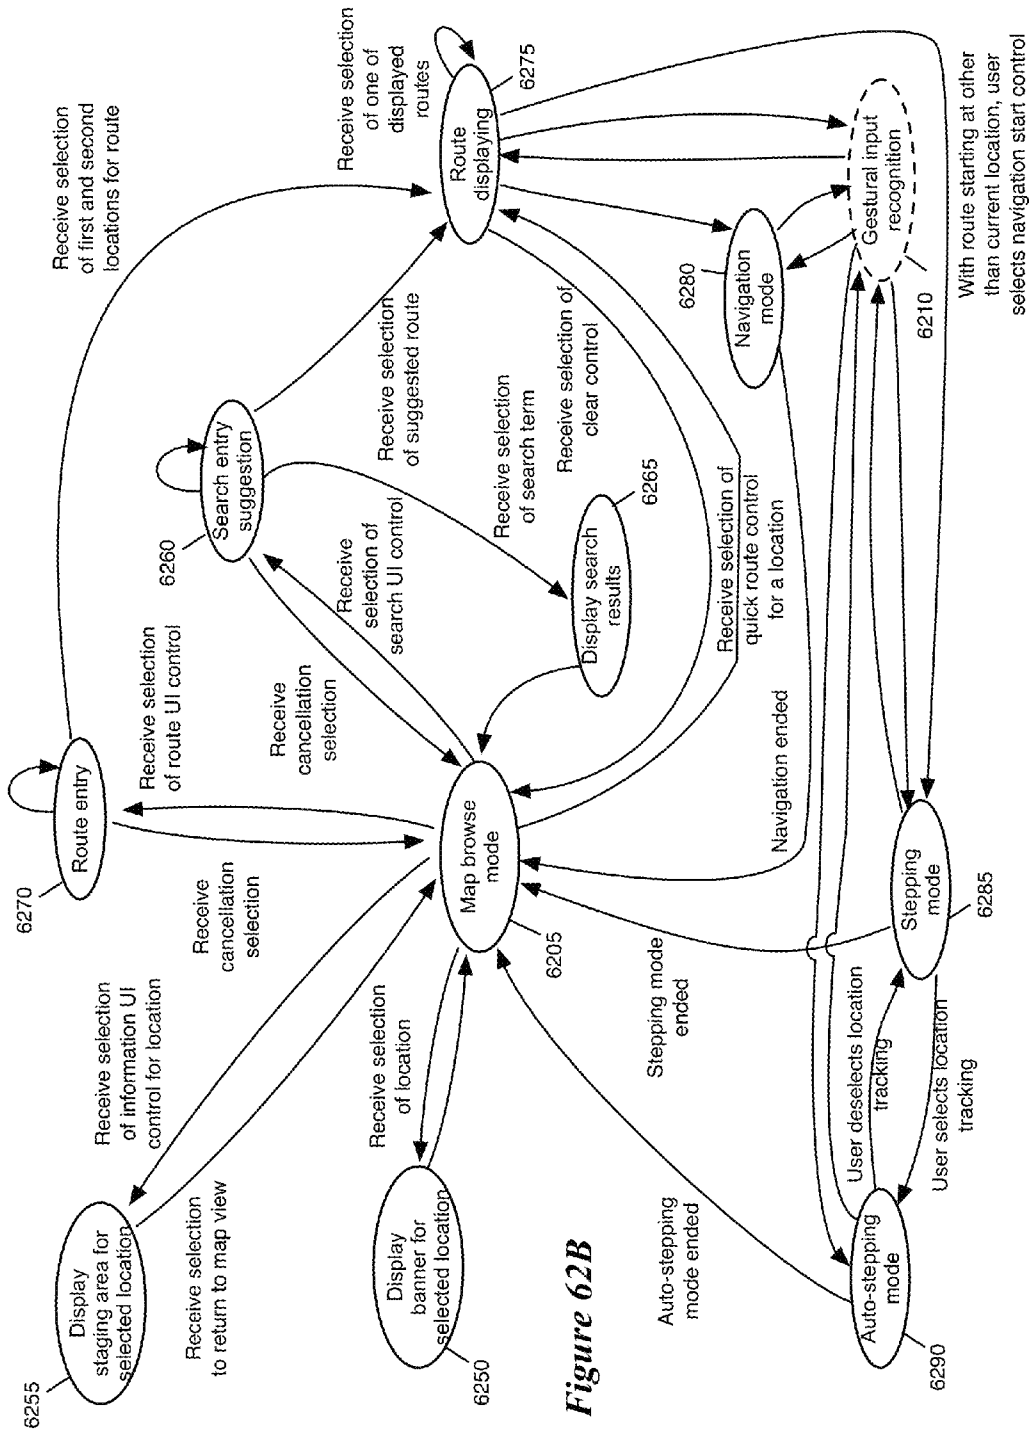 6255
Display
staging area for
selected location
Receive selection
of information UI
control for location
Receive selection
to return to map view
6270
Route entry
Receive
cancellation
selection
Receive selection
of route UI control
Receive selection
of first and second
locations for route
6260
Search entry
suggestion
Receive
cancellation
selection
Receive
selection of
search UI control
Receive selection
of suggested route
Receive selection
of one of
displayed
routes
Route
displaying
6275
Display
banner for
selected location
6250
Receive selection
of location
Map browse
mode
6205
Receive selection
of search term
Display search
results
6265
Receive selection of
clear control
Receive selection of
quick route control
for a location
6280
Navigation
mode
Gestural input
recognition
6210
Navigation ended
Stepping mode
ended
Auto-stepping
mode ended
Auto-stepping
mode
6290
User deselects location
tracking
User selects location
tracking
Stepping
mode
6285
With route starting at other
than current location, user
selects navigation start control
Figure 62B